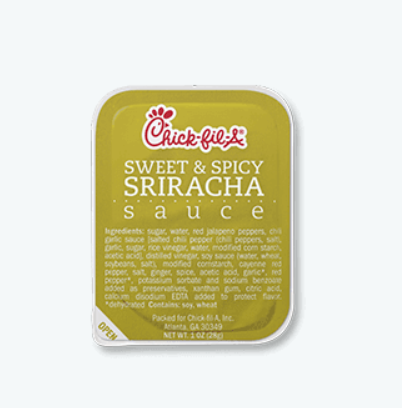 Chick-fil-A®
SWEET & SPICY
SRIRACHA
sauce
Ingredients: sugar, water, red jalapeno peppers, chili
garlic sauce (salted chili pepper (chili peppers, salt),
garlic, sugar, rice vinegar, water, modified corn starch,
acetic acid), distilled vinegar, soy sauce (water, wheat,
soybeans, salt), modified cornstarch, cayenne red
pepper, salt, ginger, spice, acetic acid, garlic*, red
pepper*, potassium sorbate and sodium benzoate
added as preservatives, xanthan gum, citric acid,
calcium disodium EDTA added to protect flavor.
*dehydrated Contains: soy, wheat
Packed for Chick-fil-A, Inc.
Atlanta, GA 30349
NET WT. 1 OZ (28g)
OPEN